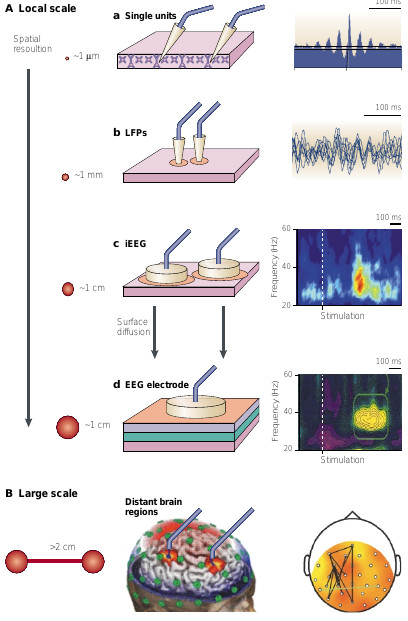 A Local scale
Spatial
resoultion
a Single units
100 ms
~1 µm
b LFPs
100 ms
~1 mm
c iEEG
100 ms
60
40
20
Frequency (Hz)
Stimulation
~1 cm
Surface
diffusion
d EEG electrode
100 ms
60
40
20
Frequency (Hz)
Stimulation
~1 cm
B Large scale
Distant brain
regions
>2 cm